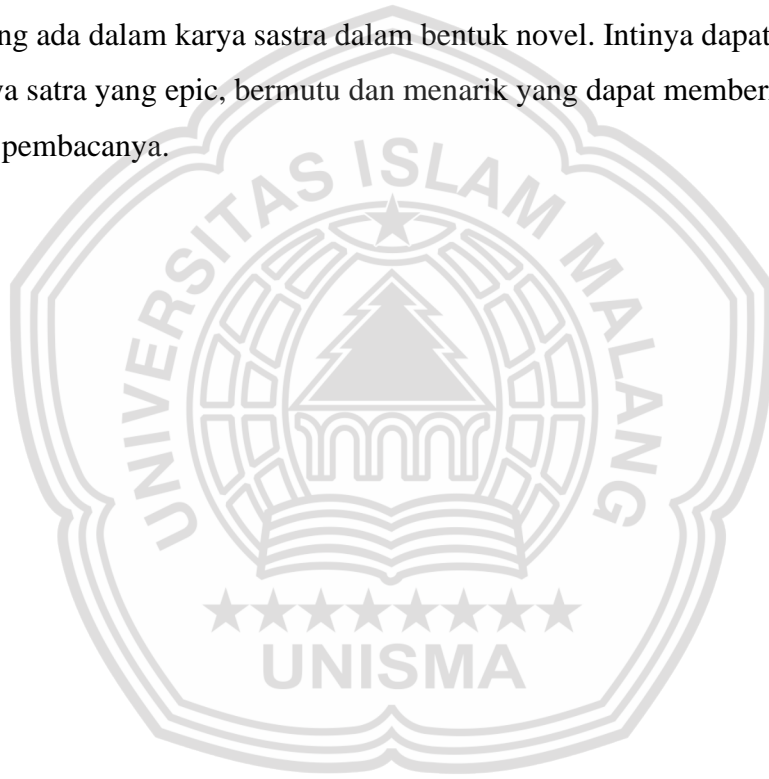 ng ada dalam karya sastra dalam bentuk novel. Intinya dapat
va satra yang epic, bermutu dan menarik yang dapat member
pembacanya.
UNIVERSITAS ISLAM MALANG
UNISMA